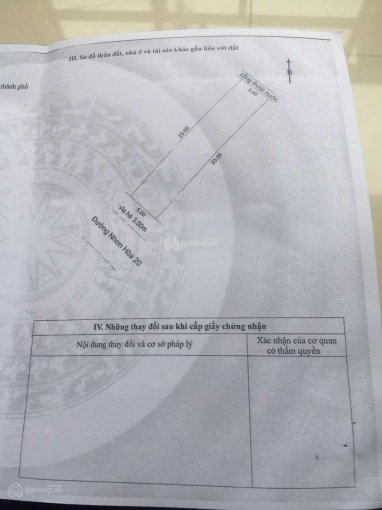 III. Sơ đồ thửa đất, nhà ở và tài sản khác gắn liền với đất
thành phố
B
cống thoát nước
5.00
23.00
23.00
5.00
vỉa hè 3.00m
Đường Nhơn Hòa 20
Batdongsan
IV. Những thay đổi sau khi cấp giấy chứng nhận
Nội dung thay đổi và cơ sở pháp lý
Xác nhận của cơ quan
có thẩm quyền
Batdongsan